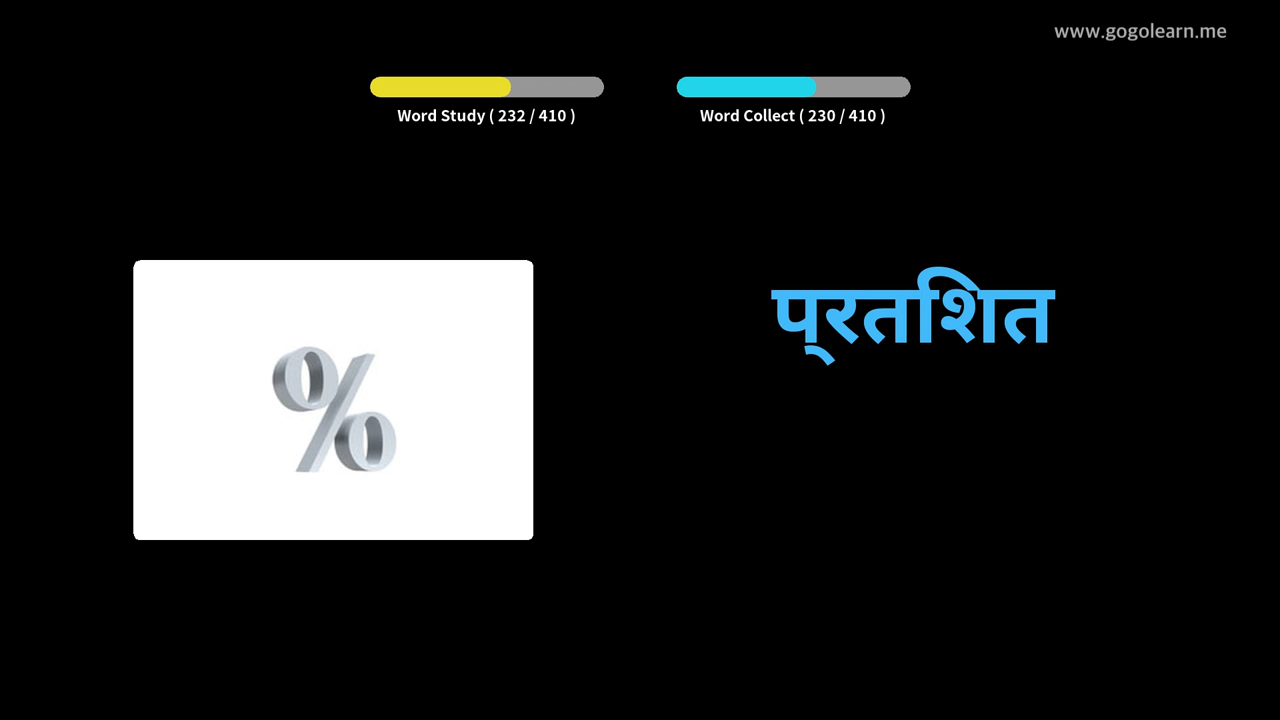 www.gogolearn.me
Word Study ( 232 / 410 )
Word Collect ( 230 / 410 )
%
प्रतिशत